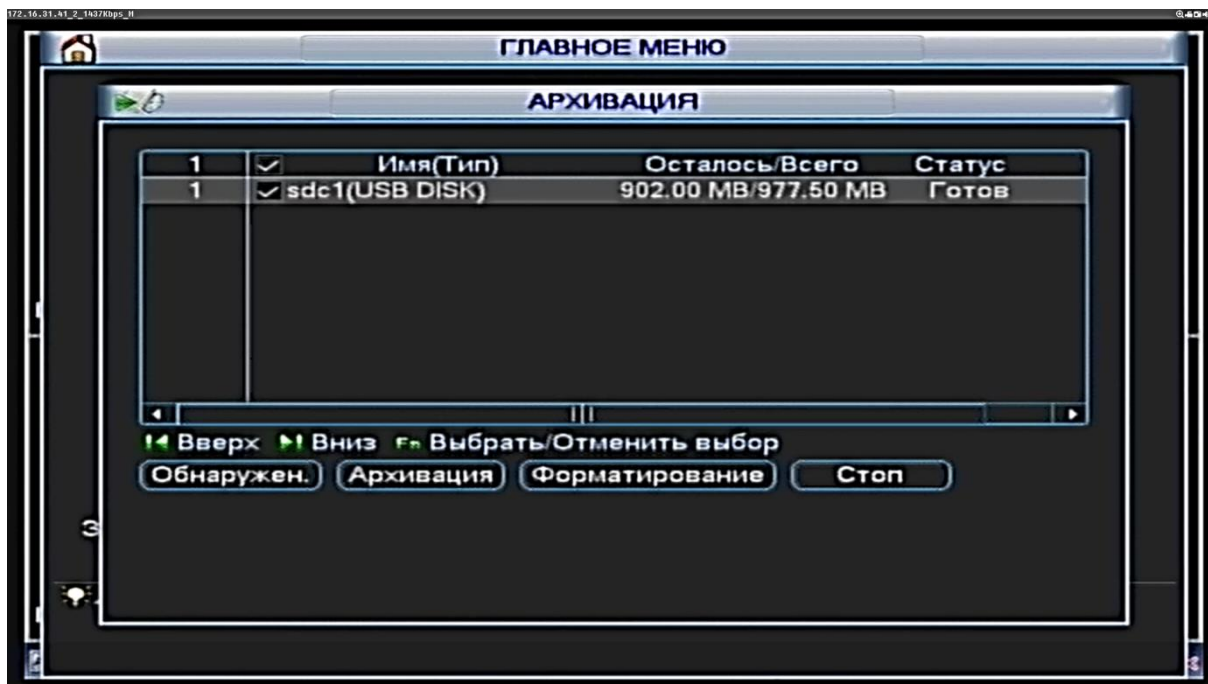 172.16.31.41_2_1437Kbps_M
ГЛАВНОЕ МЕНЮ
АРХИВАЦИЯ
1 Имя(Тип) Осталось/Всего Статус
1 sdc1(USB DISK) 902.00 MB/977.50 MB Готов
Вверх Вниз Fn Выбрать/Отменить выбор
Обнаружен. Архивация Форматирование Стоп
З